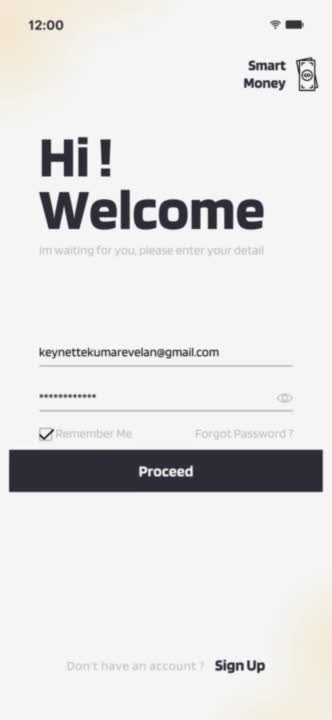 12:00
Smart
Money
Hi !
Welcome
Im waiting for you, please enter your detail
keynettekumarevelan@gmail.com
************
Remember Me
Forgot Password ?
Proceed
Don't have an account ? Sign Up